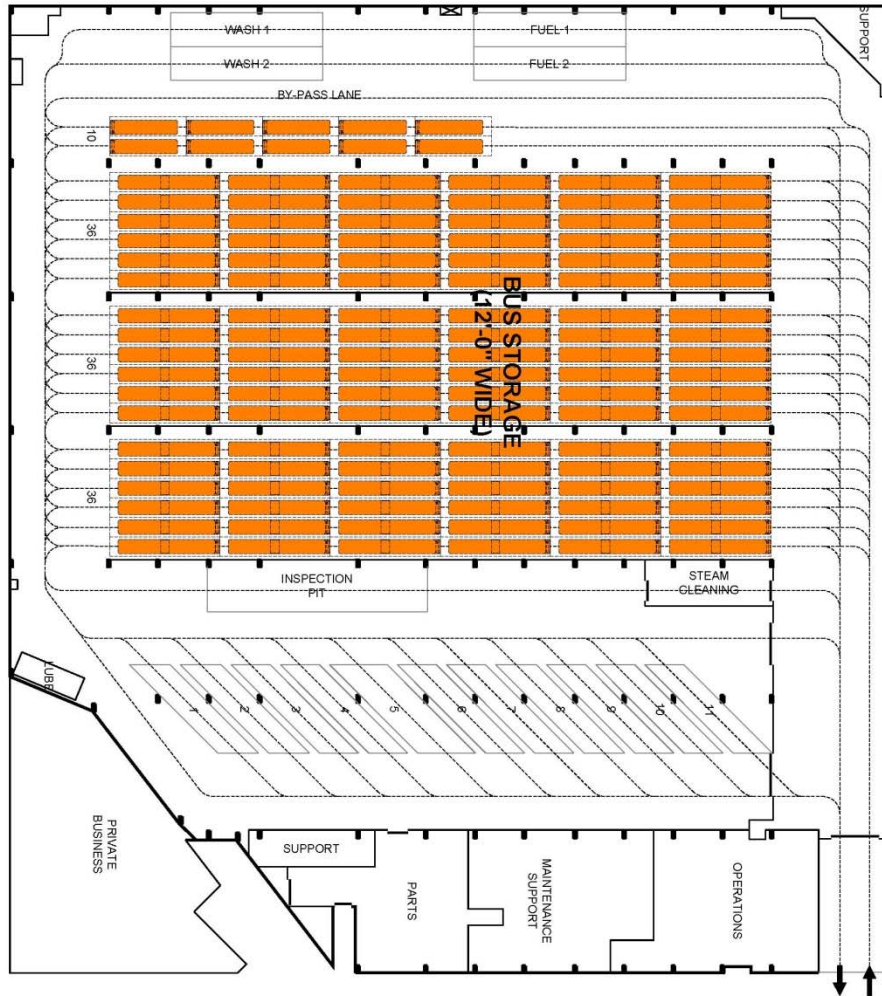 WASH 1
FUEL 1
SUPPORT
WASH 2
FUEL 2
BY-PASS LANE
10
36
BUS STORAGE
(12'-0" WIDE)
36
36
INSPECTION
PIT
STEAM
CLEANING
LUBE
1
2
3
4
5
6
7
8
9
10
11
PRIVATE
BUSINESS
SUPPORT
PARTS
MAINTENANCE
SUPPORT
OPERATIONS